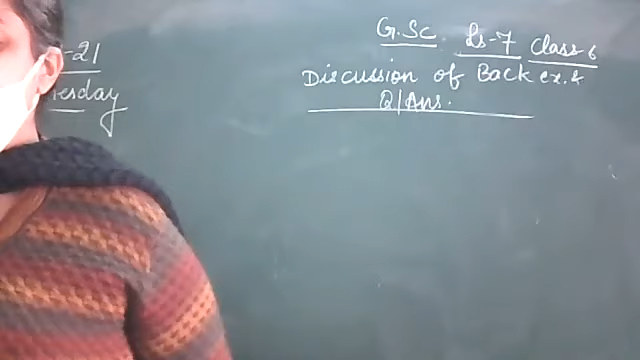 -21
esday
G.Sc. Ls-7 Class 6
Discussion of Back ex. &
Q/Ans.